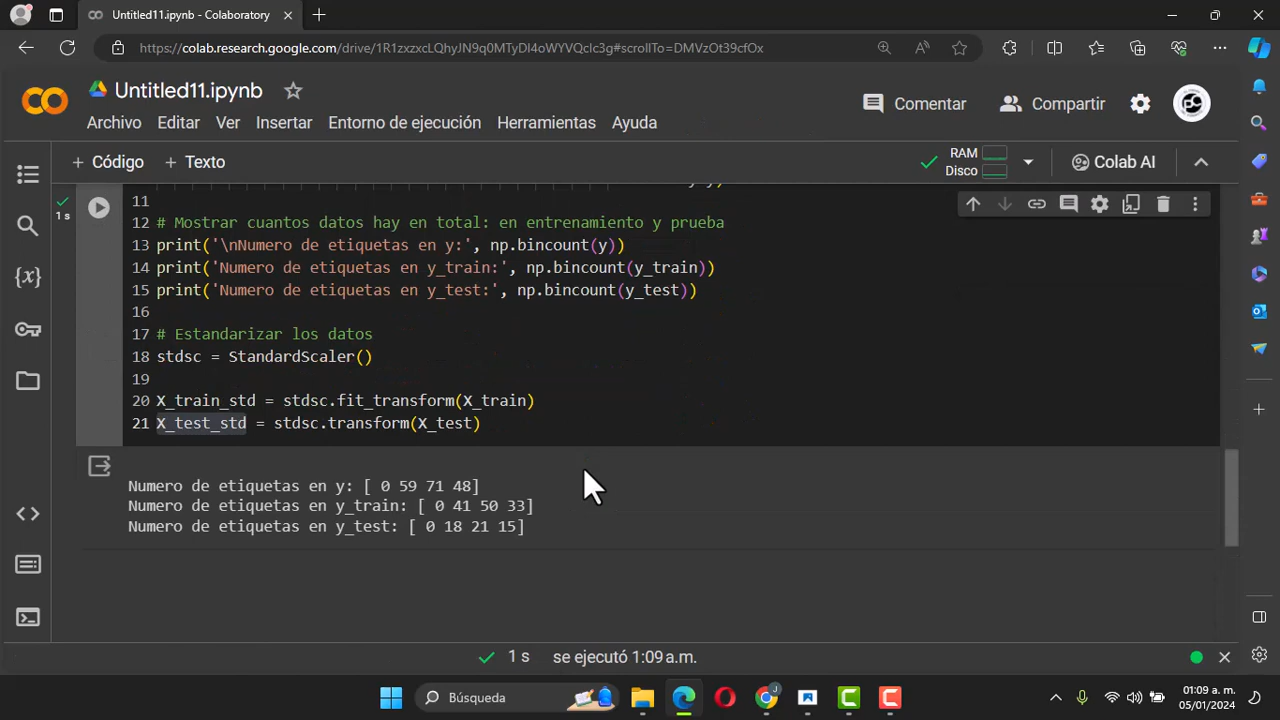 Untitled11.ipynb - Colaboratory
https://colab.research.google.com/drive/1R1zxzxcLQhyJN9q0MTyDl4oWYVQcIc3g#scrollTo=DMVzOt39cfOx
Untitled11.ipynb
Comentar
Compartir
Archivo Editar Ver Insertar Entorno de ejecución Herramientas Ayuda
+ Código + Texto
RAM
Disco
Colab AI
1 s
11
12 # Mostrar cuantos datos hay en total: en entrenamiento y prueba
13 print('\nNumero de etiquetas en y:', np.bincount(y))
14 print('Numero de etiquetas en y_train:', np.bincount(y_train))
15 print('Numero de etiquetas en y_test:', np.bincount(y_test))
16
17 # Estandarizar los datos
18 stdsc = StandardScaler()
19
20 X_train_std = stdsc.fit_transform(X_train)
21 X_test_std = stdsc.transform(X_test)
Numero de etiquetas en y: [ 0 59 71 48]
Numero de etiquetas en y_train: [ 0 41 50 33]
Numero de etiquetas en y_test: [ 0 18 21 15]
1 s se ejecutó 1:09 a.m.
Búsqueda
01:09 a. m.
05/01/2024